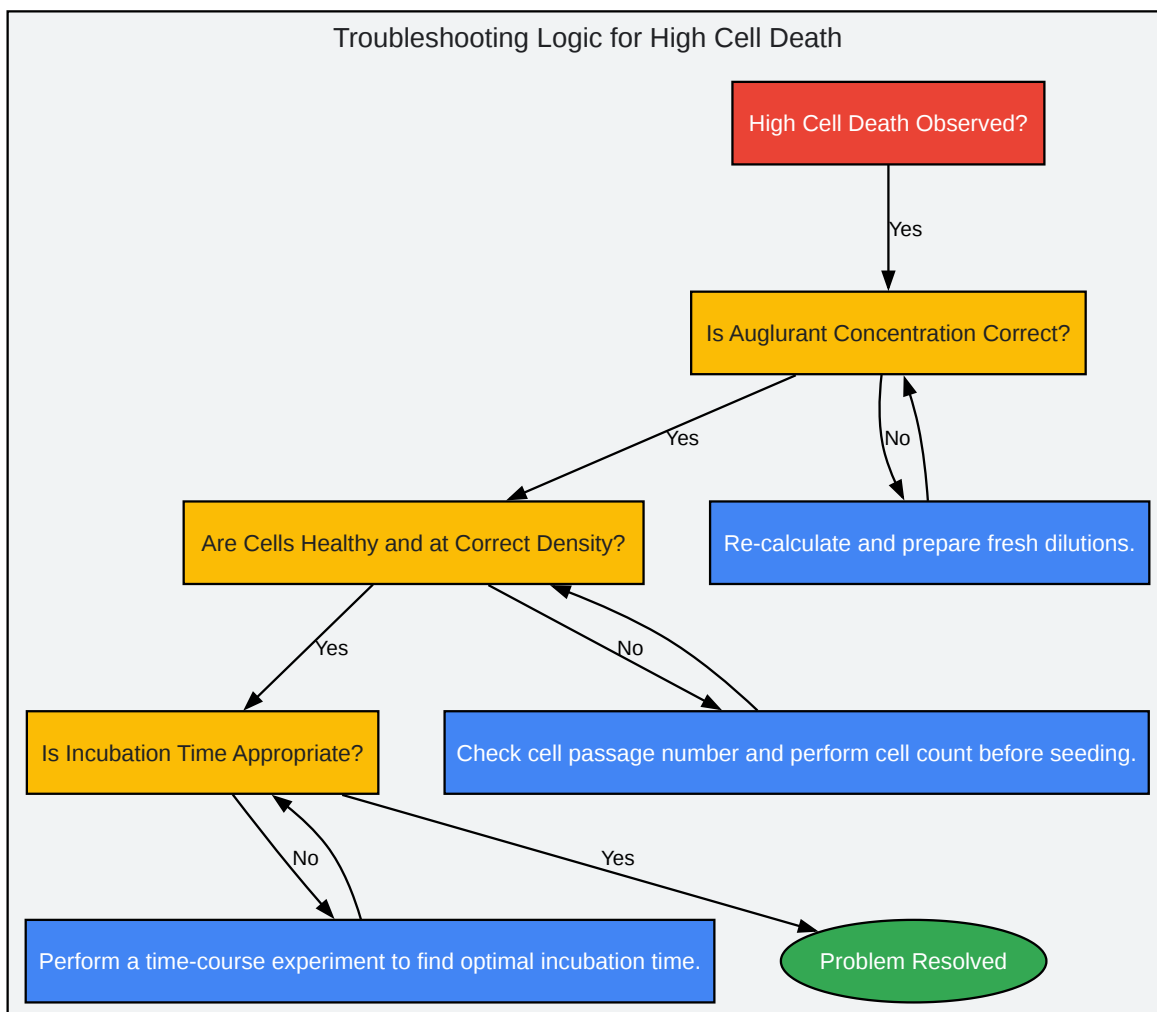 Troubleshooting Logic for High Cell Death
High Cell Death Observed?
Yes
Is Auglurant Concentration Correct?
Yes
No
Are Cells Healthy and at Correct Density?
Re-calculate and prepare fresh dilutions.
Yes
No
Is Incubation Time Appropriate?
Check cell passage number and perform cell count before seeding.
No
Yes
Perform a time-course experiment to find optimal incubation time.
Problem Resolved